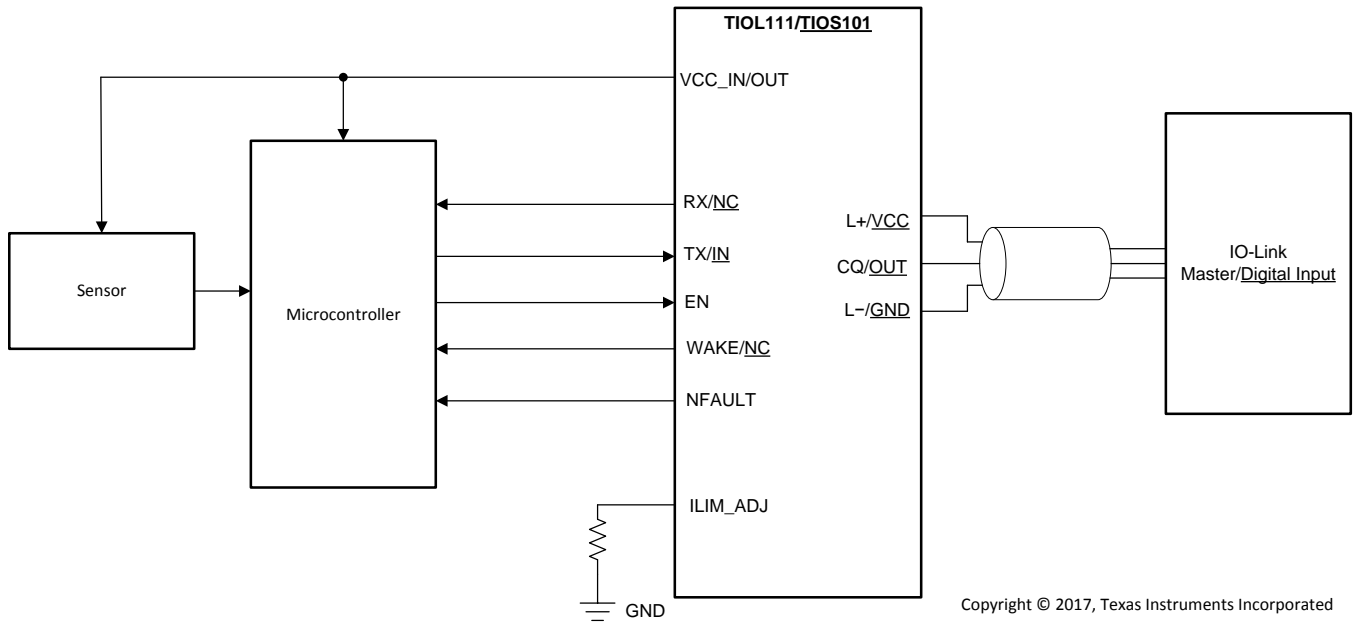 TIOL111/TIOS101
VCC_IN/OUT
RX/NC
TX/IN
EN
WAKE/NC
NFAULT
ILIM_ADJ
GND
L+/VCC
CQ/OUT
L−/GND
Sensor
Microcontroller
IO-Link
Master/Digital Input
Copyright © 2017, Texas Instruments Incorporated